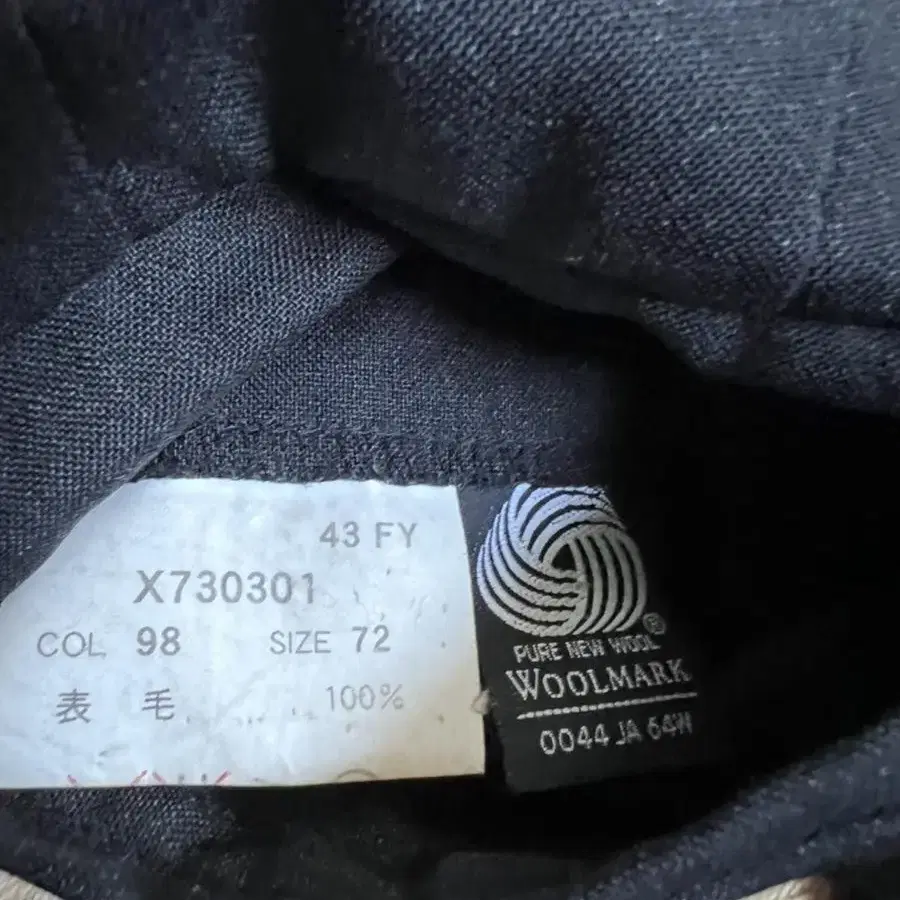 43 FY
X730301
COL 98 SIZE 72
表 毛 100%
®
PURE NEW WOOL
WOOLMARK
0044 JA 64W